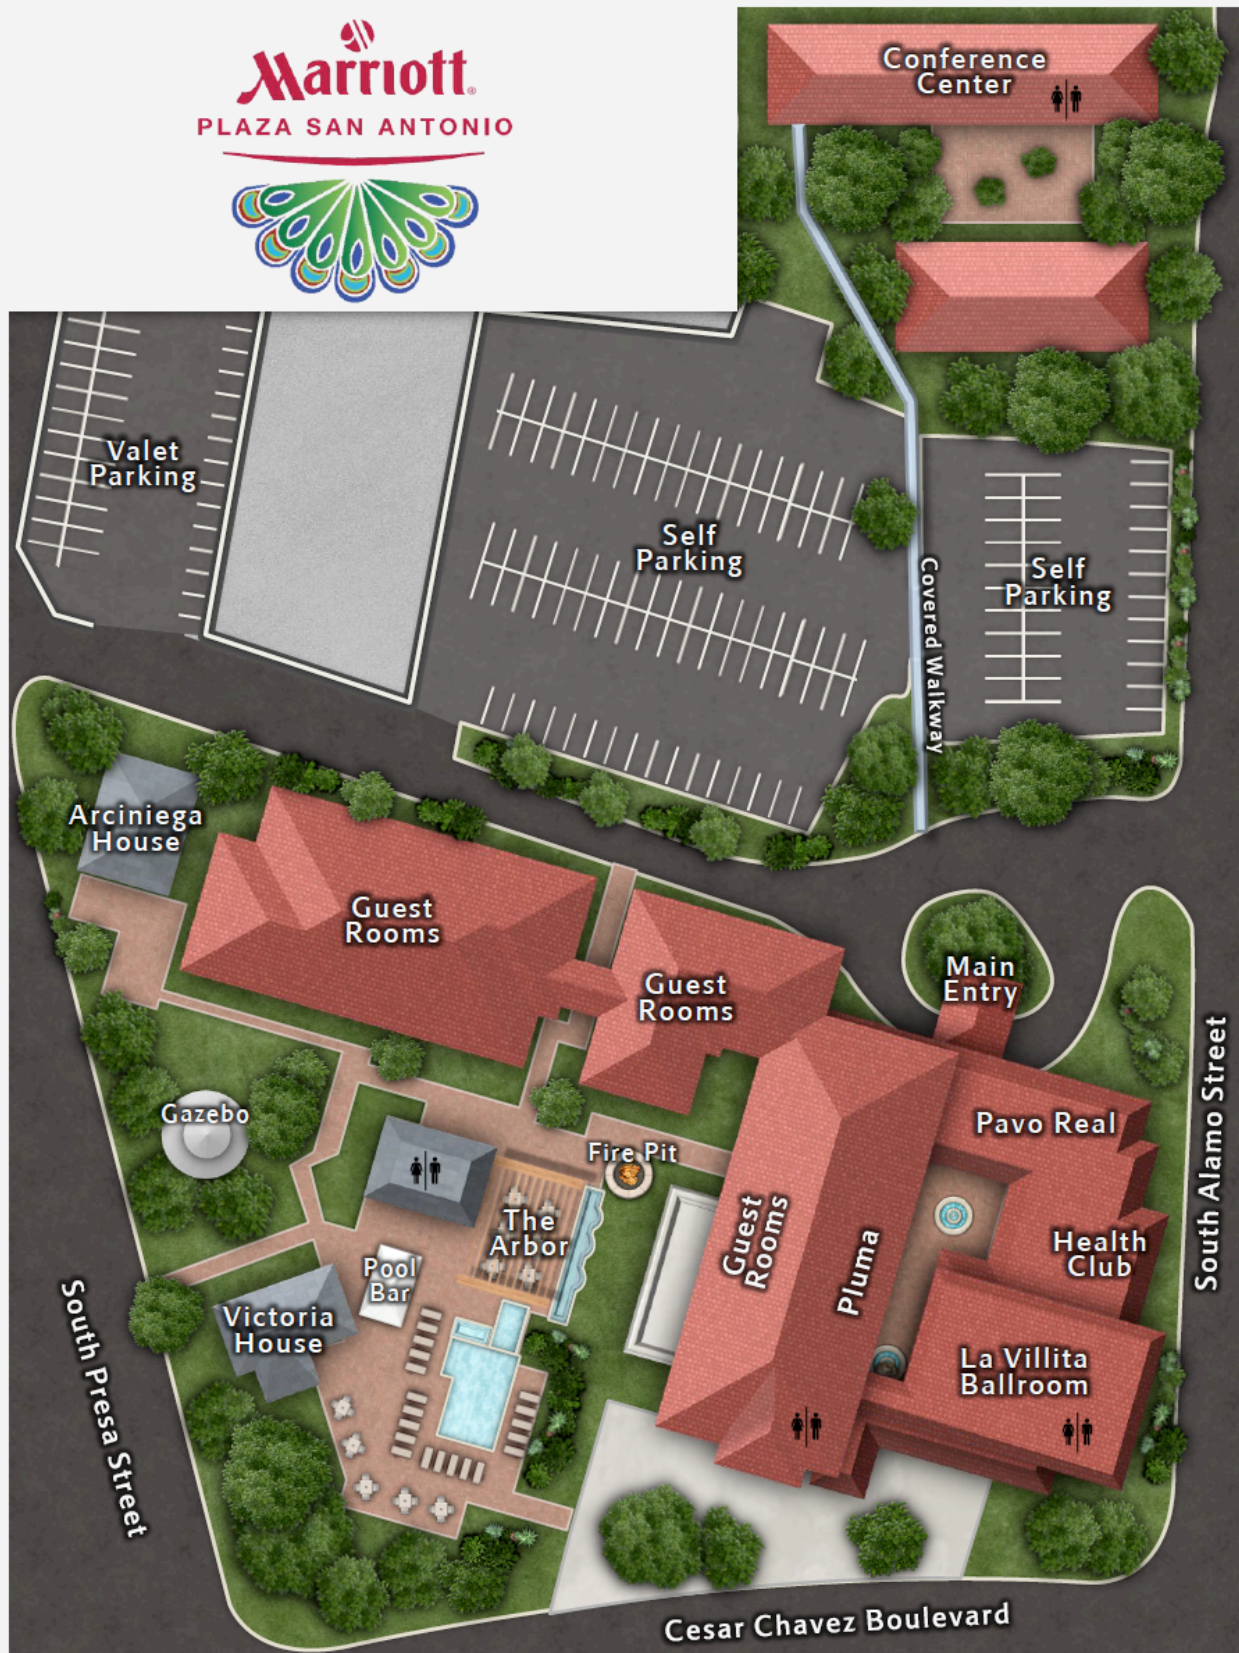 Marriott
PLAZA SAN ANTONIO
Conference
Center
Valet
Parking
Self
Parking
Self
Parking
Covered Walkway
Arciniega
House
Guest
Rooms
Guest
Rooms
Main
Entry
Gazebo
Fire Pit
Pavo Real
The
Arbor
Guest
Rooms
Pluma
Health
Club
Pool
Bar
Victoria
House
La Villita
Ballroom
South Alamo Street
South Presa Street
Cesar Chavez Boulevard